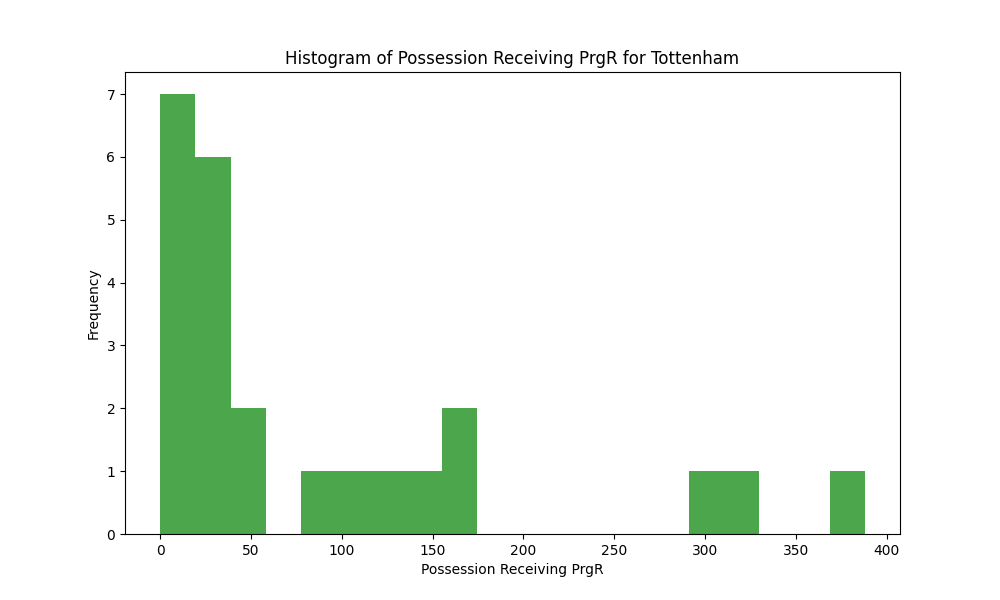 Histogram of Possession Receiving PrgR for Tottenham
7
6
5
4
3
2
1
0
Frequency
0 50 100 150 200 250 300 350 400
Possession Receiving PrgR